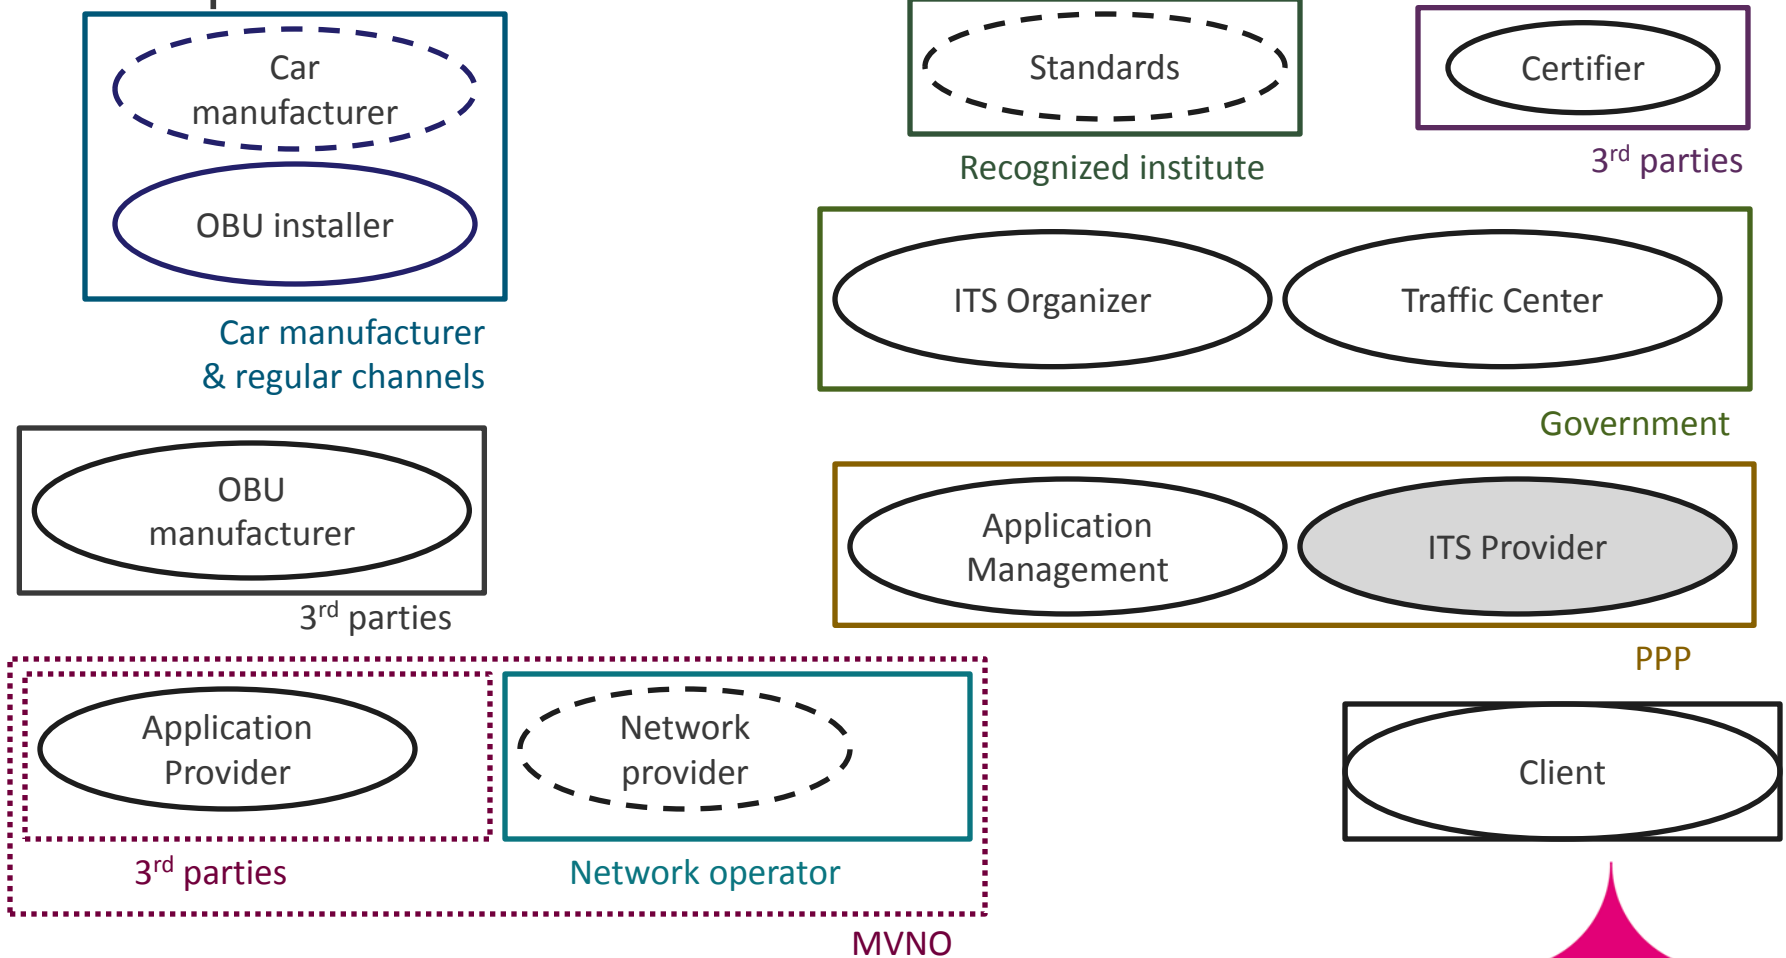 Car
manufacturer
OBU installer
Car manufacturer
& regular channels
Standards
Recognized institute
Certifier
3rd parties
ITS Organizer
Traffic Center
Government
OBU
manufacturer
3rd parties
Application
Management
ITS Provider
PPP
Application
Provider
3rd parties
Network
provider
Network operator
MVNO
Client